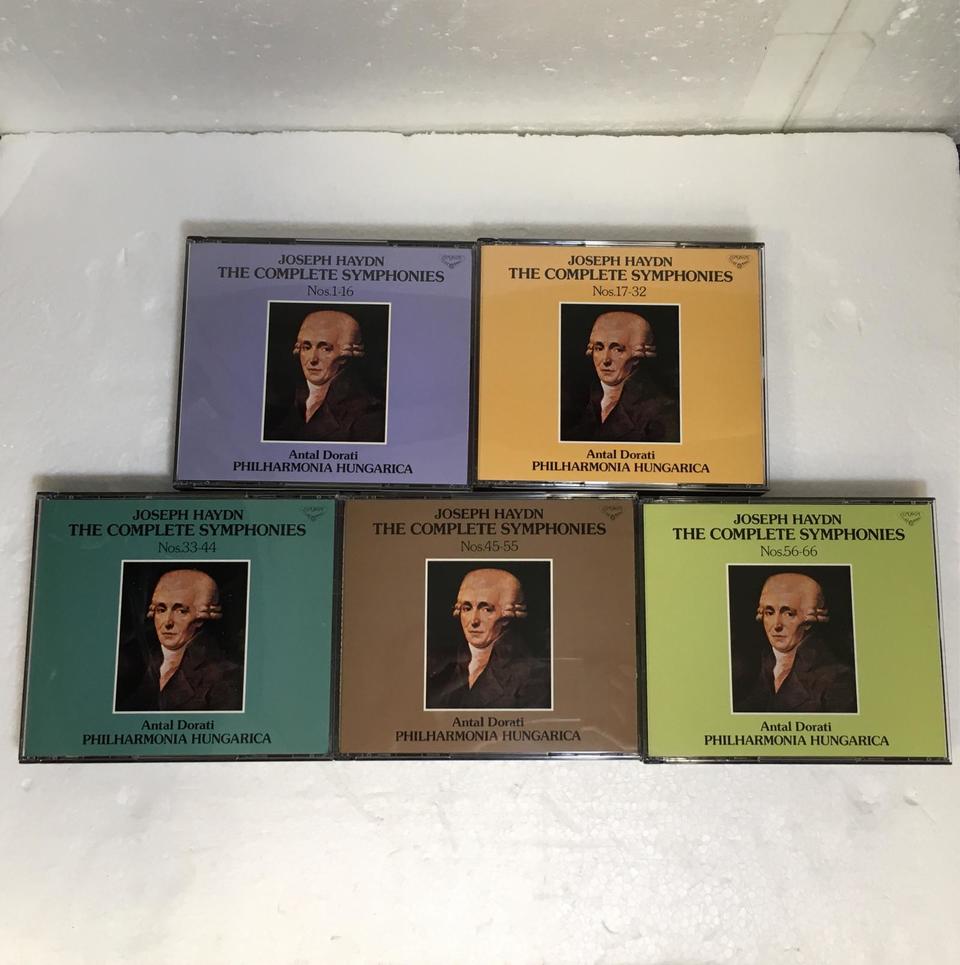 JOSEPH HAYDN
THE COMPLETE SYMPHONIES
Nos.1-16
Antal Dorati
PHILHARMONIA HUNGARICA
JOSEPH HAYDN
THE COMPLETE SYMPHONIES
Nos.17-32
Antal Dorati
PHILHARMONIA HUNGARICA
JOSEPH HAYDN
THE COMPLETE SYMPHONIES
Nos.33-44
Antal Dorati
PHILHARMONIA HUNGARICA
JOSEPH HAYDN
THE COMPLETE SYMPHONIES
Nos.45-55
Antal Dorati
PHILHARMONIA HUNGARICA
JOSEPH HAYDN
THE COMPLETE SYMPHONIES
Nos.56-66
Antal Dorati
PHILHARMONIA HUNGARICA